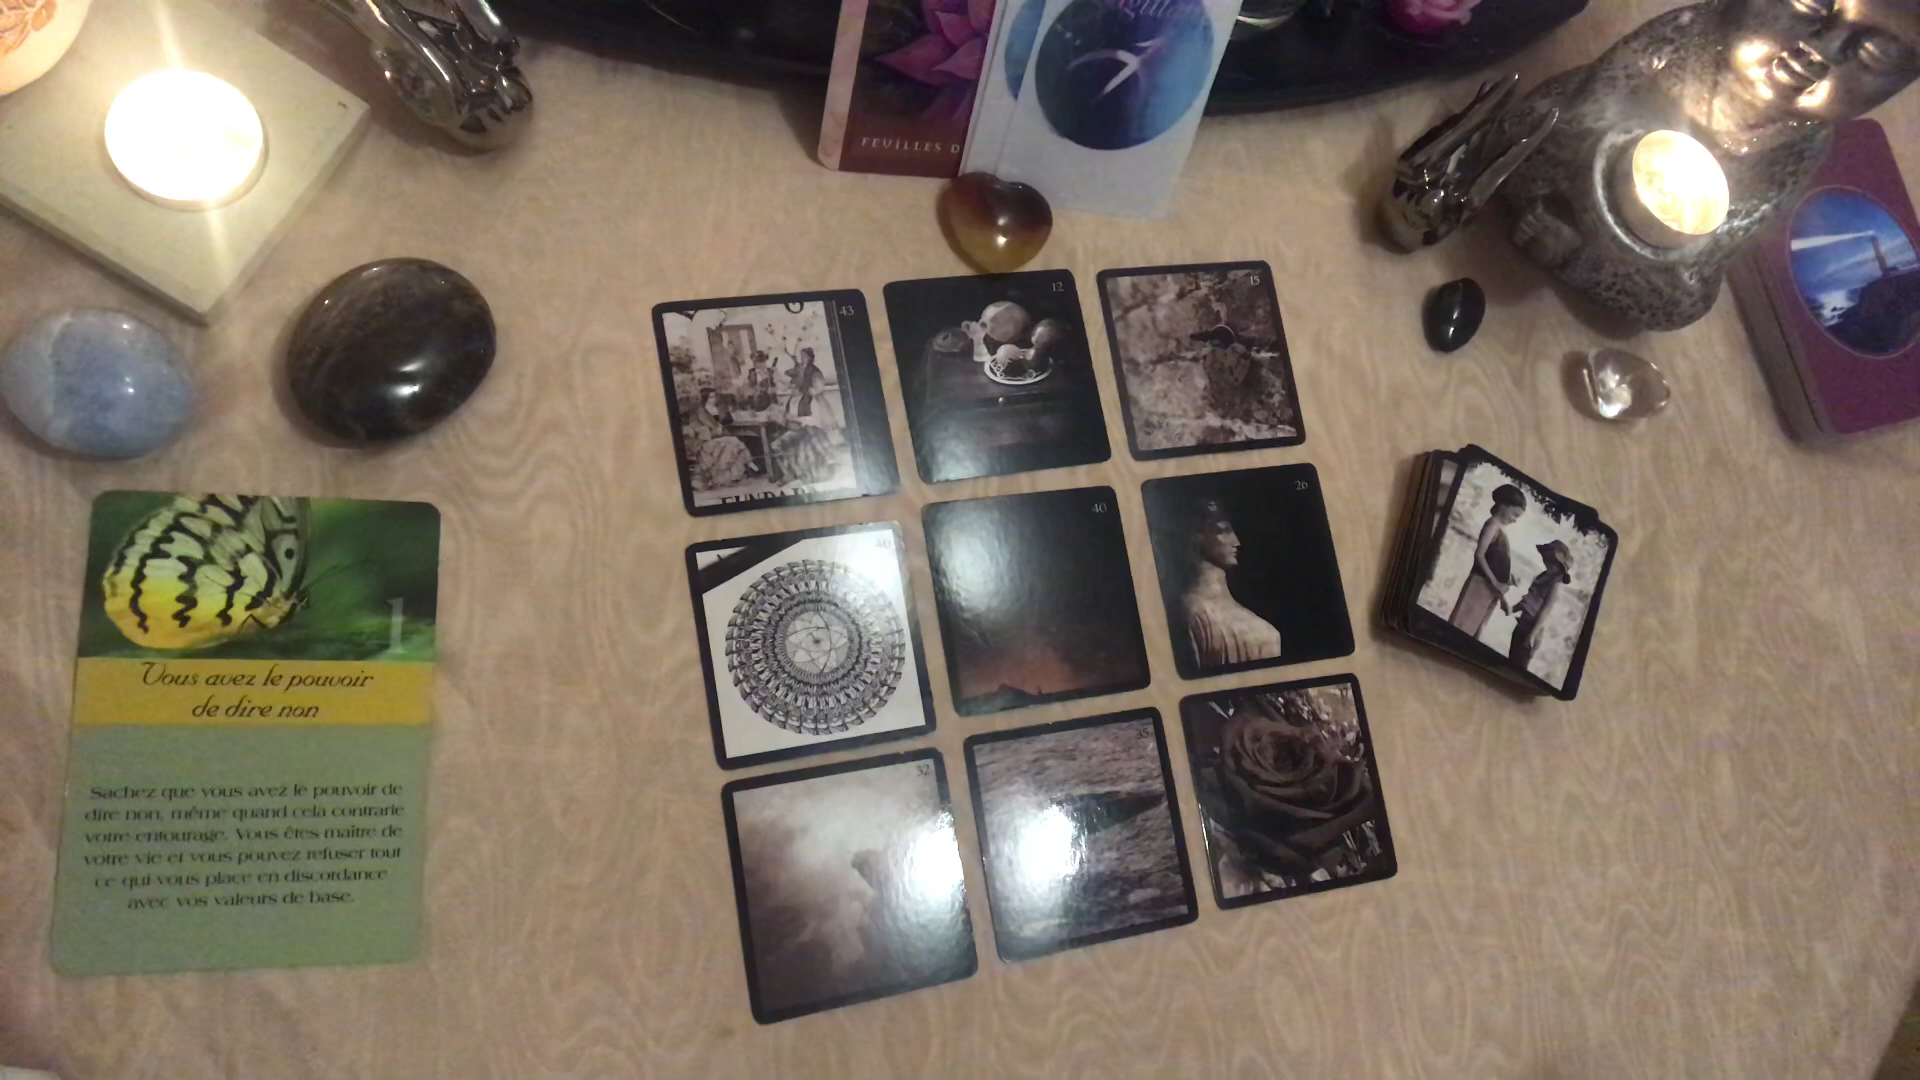 FEUILLES D
43
12
15
40
26
32
35
1
Vous avez le pouvoir
de dire non
Sachez que vous avez le pouvoir de
dire non, même quand cela contrarie
votre entourage. Vous êtes maître de
votre vie et vous pouvez refuser tout
ce qui vous place en discordance
avec vos valeurs de base.